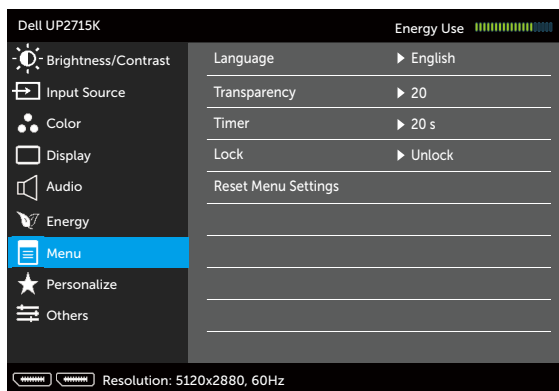 Dell UP2715K Energy Use
Brightness/Contrast Language English
Input Source Transparency 20
Color Timer 20 s
Display Lock Unlock
Audio Reset Menu Settings
Energy
Menu
Personalize
Others
Resolution: 5120x2880, 60Hz